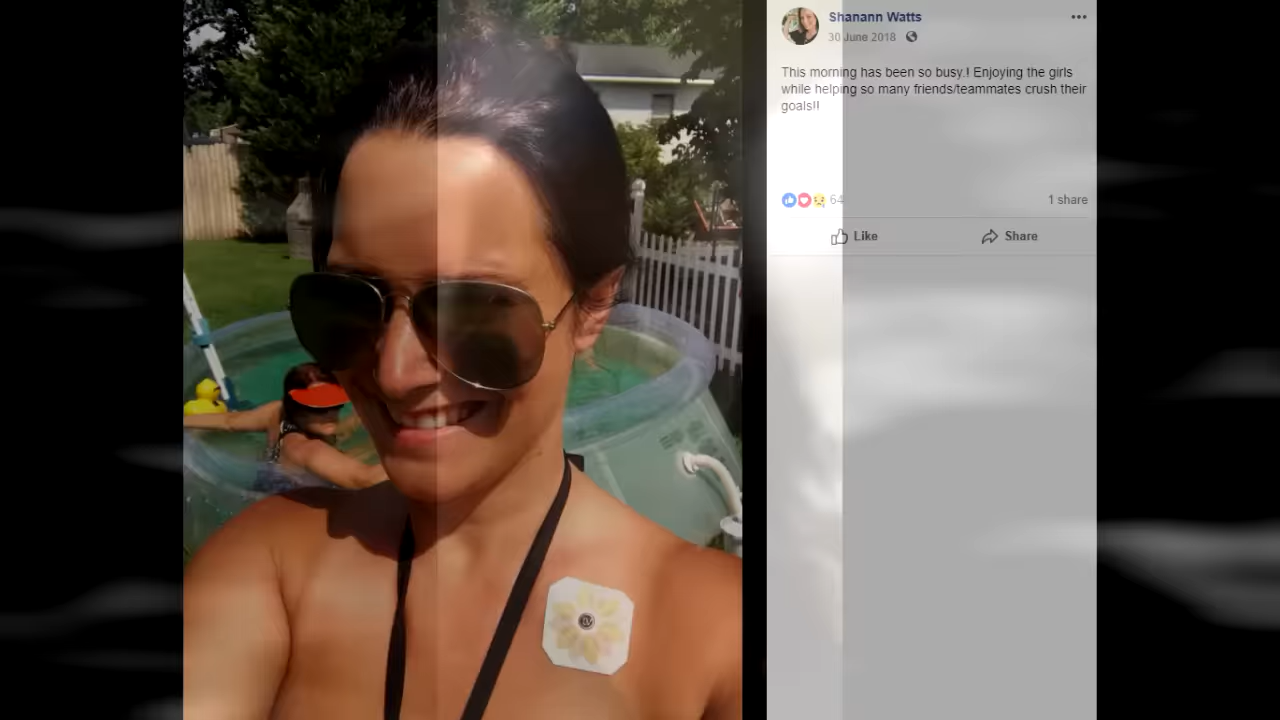 Shanann Watts
30 June 2018
This morning has been so busy.! Enjoying the girls
while helping so many friends/teammates crush their
goals!!
64
1 share
Like
Share